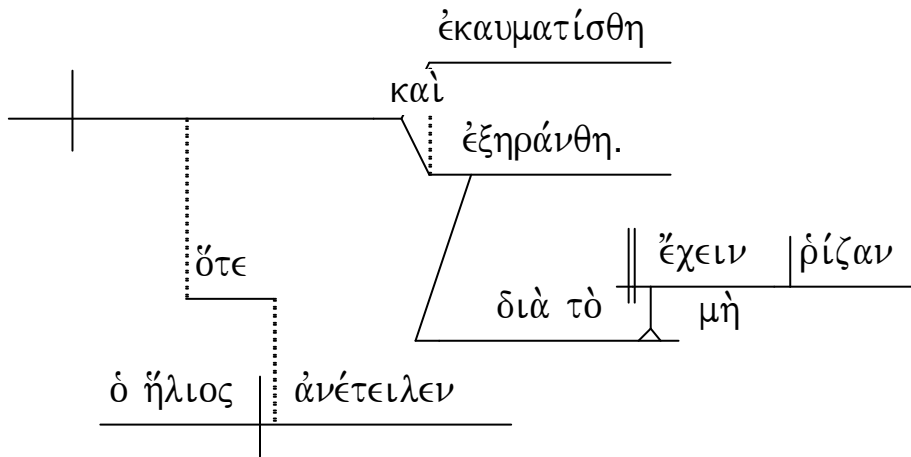 ἐκαυματίσθη
καὶ
ἐξηράνθη.
ὅτε
ἔχειν ῥίζαν
διὰ τὸ μὴ
ὁ ἥλιος ἀνέτειλεν